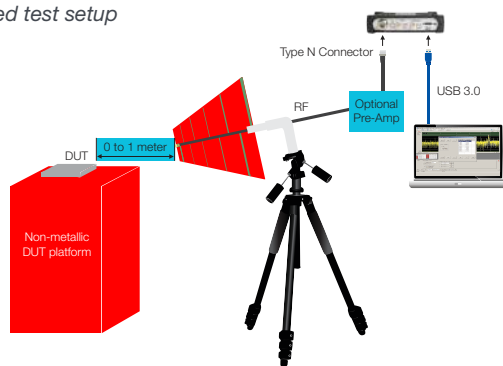 ed test setup
Type N Connector
USB 3.0
RF
Optional
Pre-Amp
0 to 1 meter
DUT
Non-metallic
DUT platform